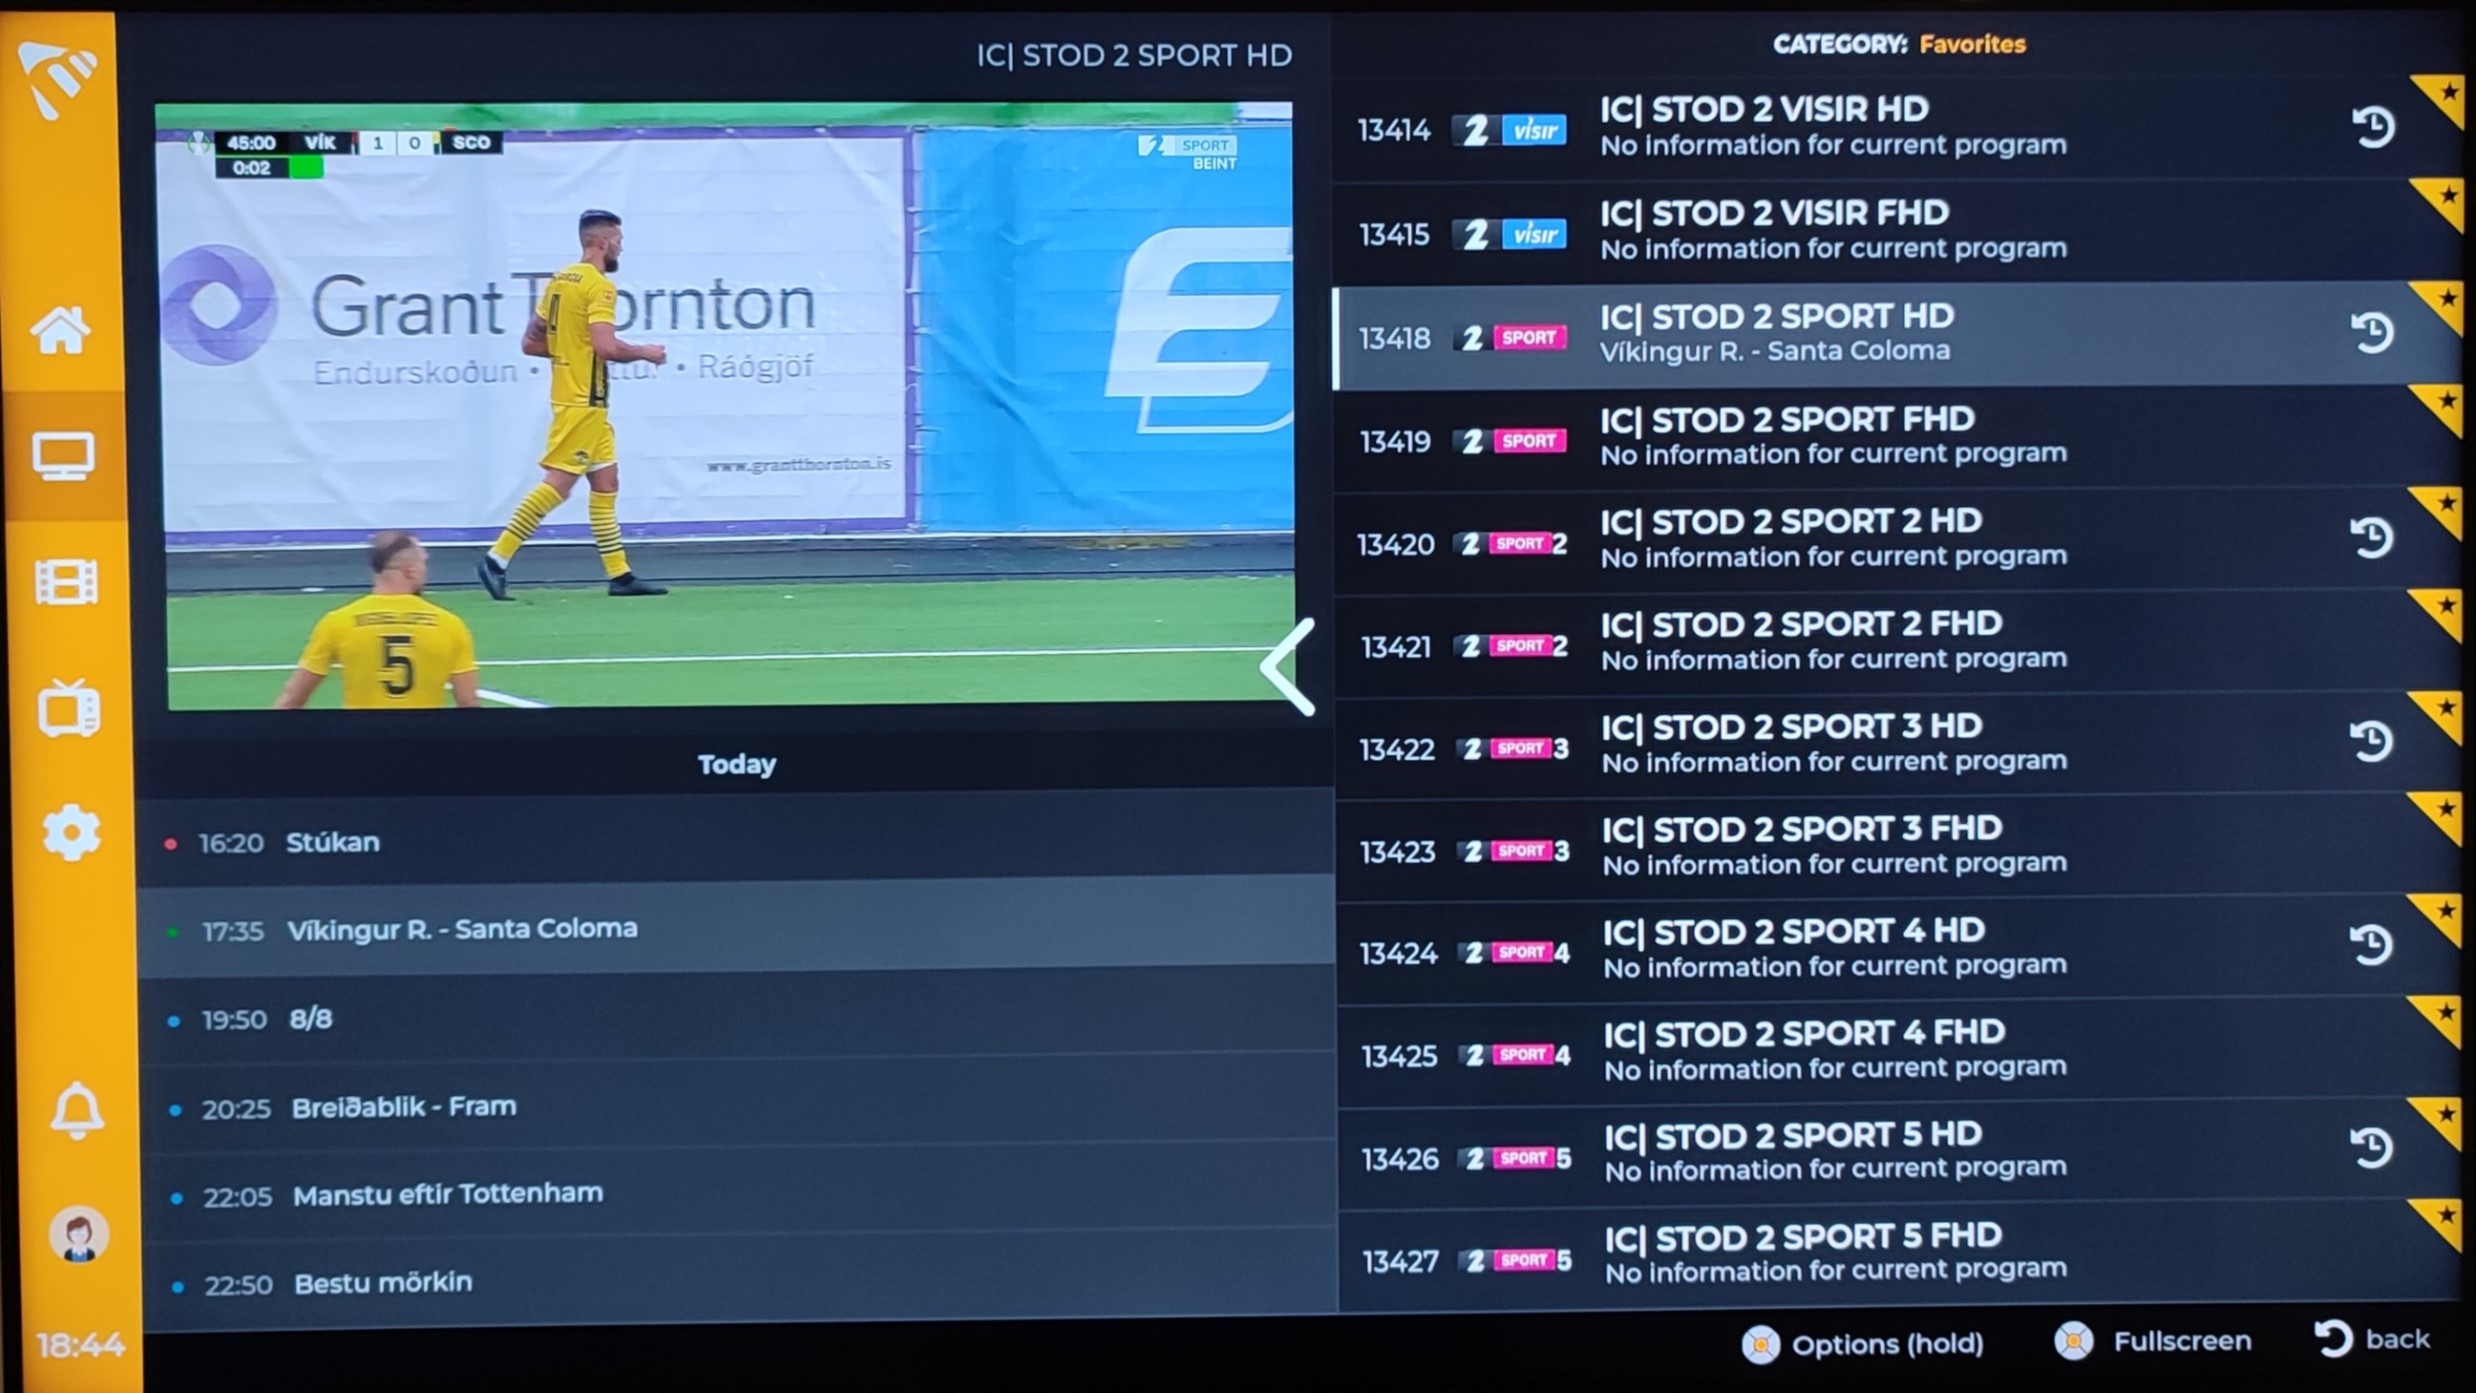 IC| STOD 2 SPORT HD
45:00 VÍK 1 0 SCO
0:02
2 SPORT
BEINT
Grant Thornton
Endurskoðun • • Ráðgjöf
www.grantthornton.is
5
Today
16:20 Stúkan
17:35 Víkingur R. - Santa Coloma
19:50 8/8
20:25 Breiðablik - Fram
22:05 Manstu eftir Tottenham
22:50 Bestu mörkin
18:44
CATEGORY: Favorites
13414 2 vísir IC| STOD 2 VISIR HD
No information for current program
13415 2 vísir IC| STOD 2 VISIR FHD
No information for current program
13418 2 SPORT IC| STOD 2 SPORT HD
Víkingur R. - Santa Coloma
13419 2 SPORT IC| STOD 2 SPORT FHD
No information for current program
13420 2 SPORT 2 IC| STOD 2 SPORT 2 HD
No information for current program
13421 2 SPORT 2 IC| STOD 2 SPORT 2 FHD
No information for current program
13422 2 SPORT 3 IC| STOD 2 SPORT 3 HD
No information for current program
13423 2 SPORT 3 IC| STOD 2 SPORT 3 FHD
No information for current program
13424 2 SPORT 4 IC| STOD 2 SPORT 4 HD
No information for current program
13425 2 SPORT 4 IC| STOD 2 SPORT 4 FHD
No information for current program
13426 2 SPORT 5 IC| STOD 2 SPORT 5 HD
No information for current program
13427 2 SPORT 5 IC| STOD 2 SPORT 5 FHD
No information for current program
Options (hold) Fullscreen back